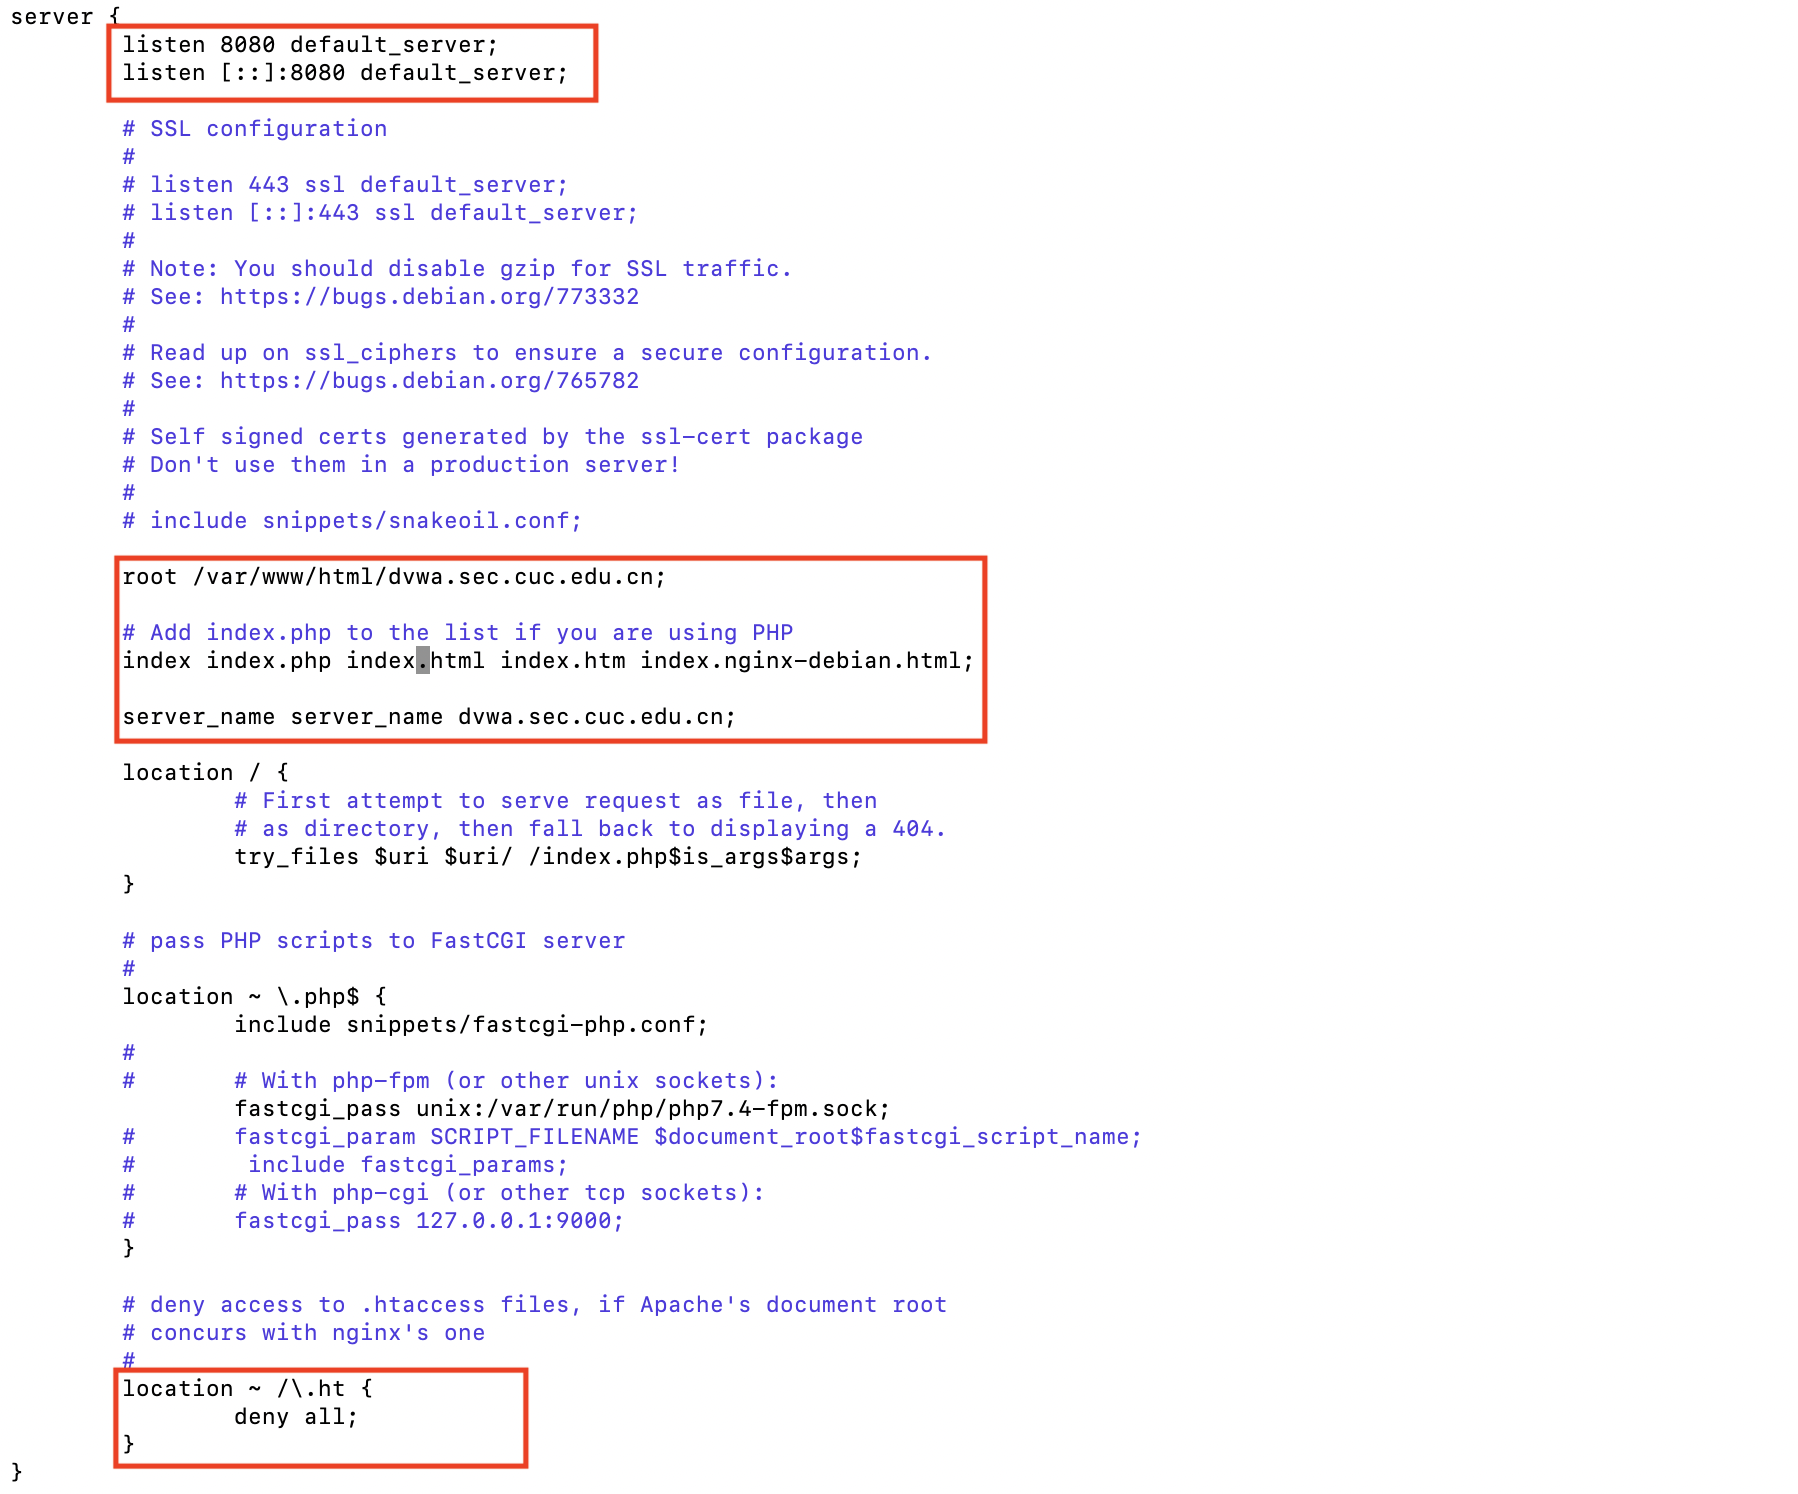 server {
listen 8080 default_server;
listen [::]:8080 default_server;
# SSL configuration
#
# listen 443 ssl default_server;
# listen [::]:443 ssl default_server;
#
# Note: You should disable gzip for SSL traffic.
# See: https://bugs.debian.org/773332
#
# Read up on ssl_ciphers to ensure a secure configuration.
# See: https://bugs.debian.org/765782
#
# Self signed certs generated by the ssl-cert package
# Don't use them in a production server!
#
# include snippets/snakeoil.conf;
root /var/www/html/dvwa.sec.cuc.edu.cn;
# Add index.php to the list if you are using PHP
index index.php index.html index.htm index.nginx-debian.html;
server_name server_name dvwa.sec.cuc.edu.cn;
location / {
# First attempt to serve request as file, then
# as directory, then fall back to displaying a 404.
try_files $uri $uri/ /index.php$is_args$args;
}
# pass PHP scripts to FastCGI server
#
location ~ \.php$ {
include snippets/fastcgi-php.conf;
#
# # With php-fpm (or other unix sockets):
fastcgi_pass unix:/var/run/php/php7.4-fpm.sock;
# fastcgi_param SCRIPT_FILENAME $document_root$fastcgi_script_name;
# include fastcgi_params;
# # With php-cgi (or other tcp sockets):
# fastcgi_pass 127.0.0.1:9000;
}
# deny access to .htaccess files, if Apache's document root
# concurs with nginx's one
#
location ~ /\.ht {
deny all;
}
}